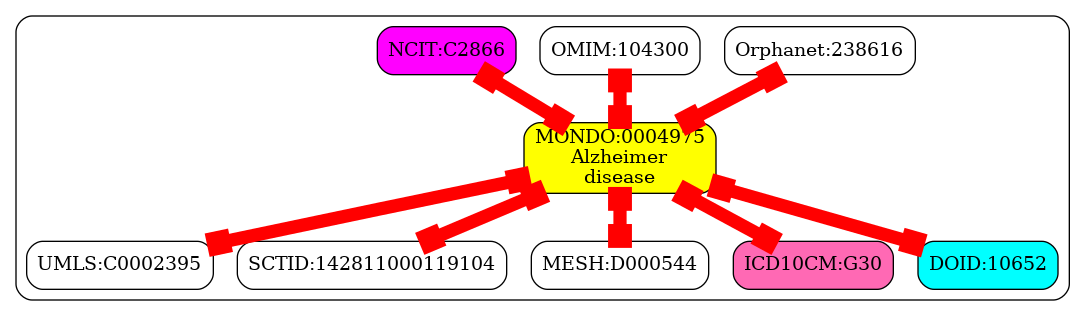 NCIT:C2866
OMIM:104300
Orphanet:238616
MONDO:0004975
Alzheimer
disease
UMLS:C0002395
SCTID:142811000119104
MESH:D000544
ICD10CM:G30
DOID:10652